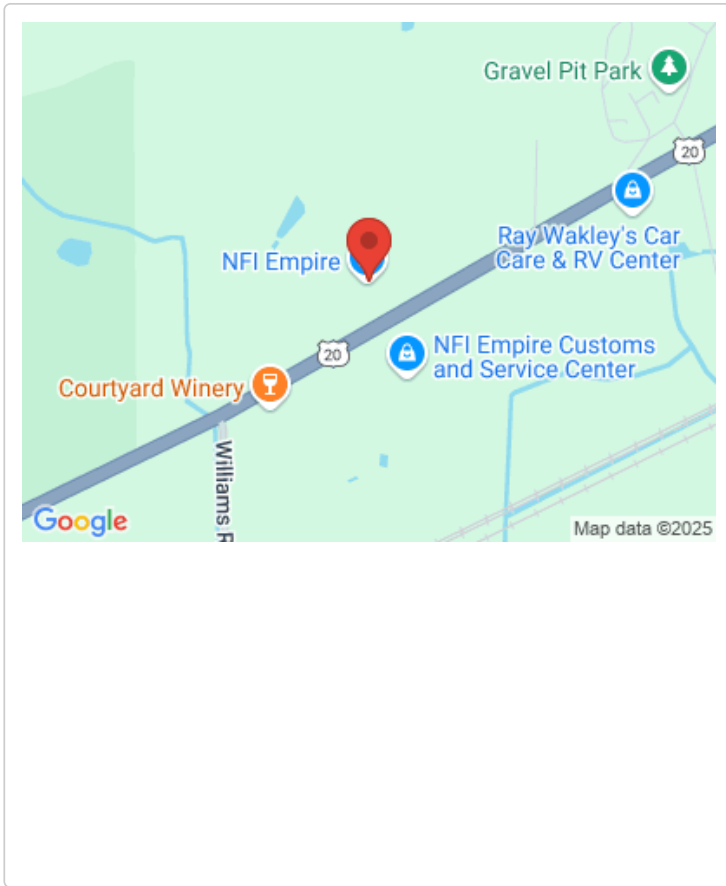 Gravel Pit Park
20
Ray Wakley's Car
Care & RV Center
NFI Empire
20
NFI Empire Customs
and Service Center
Courtyard Winery
Williams R
Google
Map data ©2025